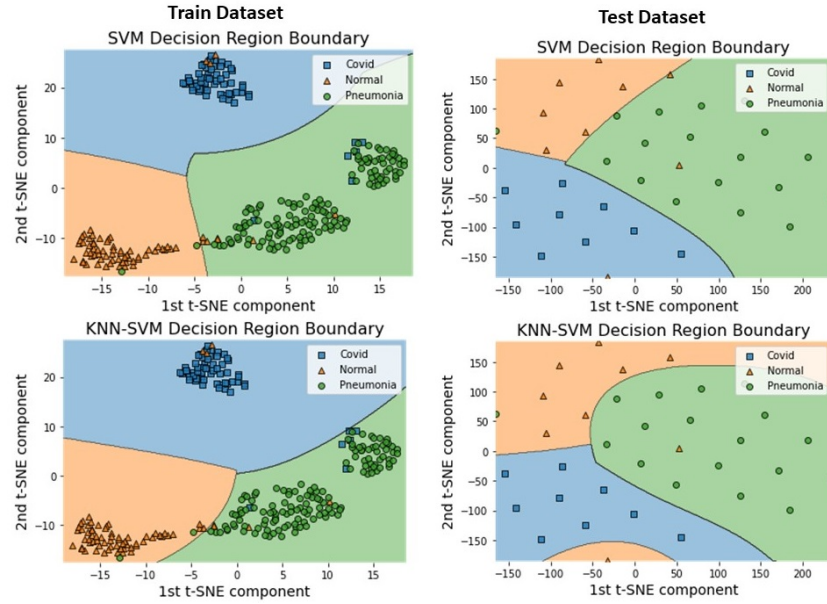 Train Dataset
SVM Decision Region Boundary
Covid
Normal
Pneumonia
20
10
0
−10
2nd t-SNE component
−15 −10 −5 0 5 10 15
1st t-SNE component
Test Dataset
SVM Decision Region Boundary
Covid
Normal
Pneumonia
150
100
50
0
−50
−100
−150
2nd t-SNE component
−150 −100 −50 0 50 100 150 200
1st t-SNE component
KNN-SVM Decision Region Boundary
Covid
Normal
Pneumonia
20
10
0
−10
2nd t-SNE component
−15 −10 −5 0 5 10 15
1st t-SNE component
KNN-SVM Decision Region Boundary
Covid
Normal
Pneumonia
150
100
50
0
−50
−100
−150
2nd t-SNE component
−150 −100 −50 0 50 100 150 200
1st t-SNE component